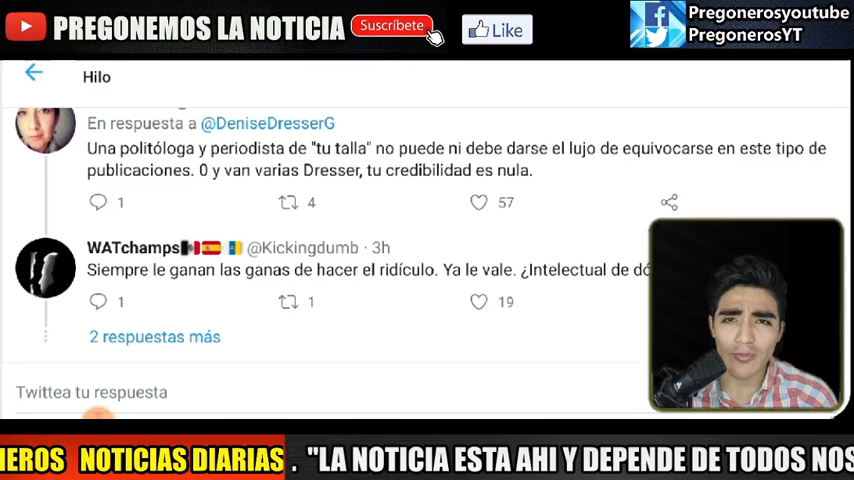 PREGONEMOS LA NOTICIA
Suscríbete
Like
Pregonerosyoutube
PregonerosYT
Hilo
En respuesta a @DeniseDresserG
Una politóloga y periodista de "tu talla" no puede ni debe darse el lujo de equivocarse en este tipo de
publicaciones. 0 y van varias Dresser, tu credibilidad es nula.
1 4 57
WATchamps @Kickingdumb · 3h
Siempre le ganan las ganas de hacer el ridículo. Ya le vale. ¿Intelectual de dó
1 1 19
2 respuestas más
Twittea tu respuesta
NEROS NOTICIAS DIARIAS . "LA NOTICIA ESTA AHI Y DEPENDE DE TODOS NOS